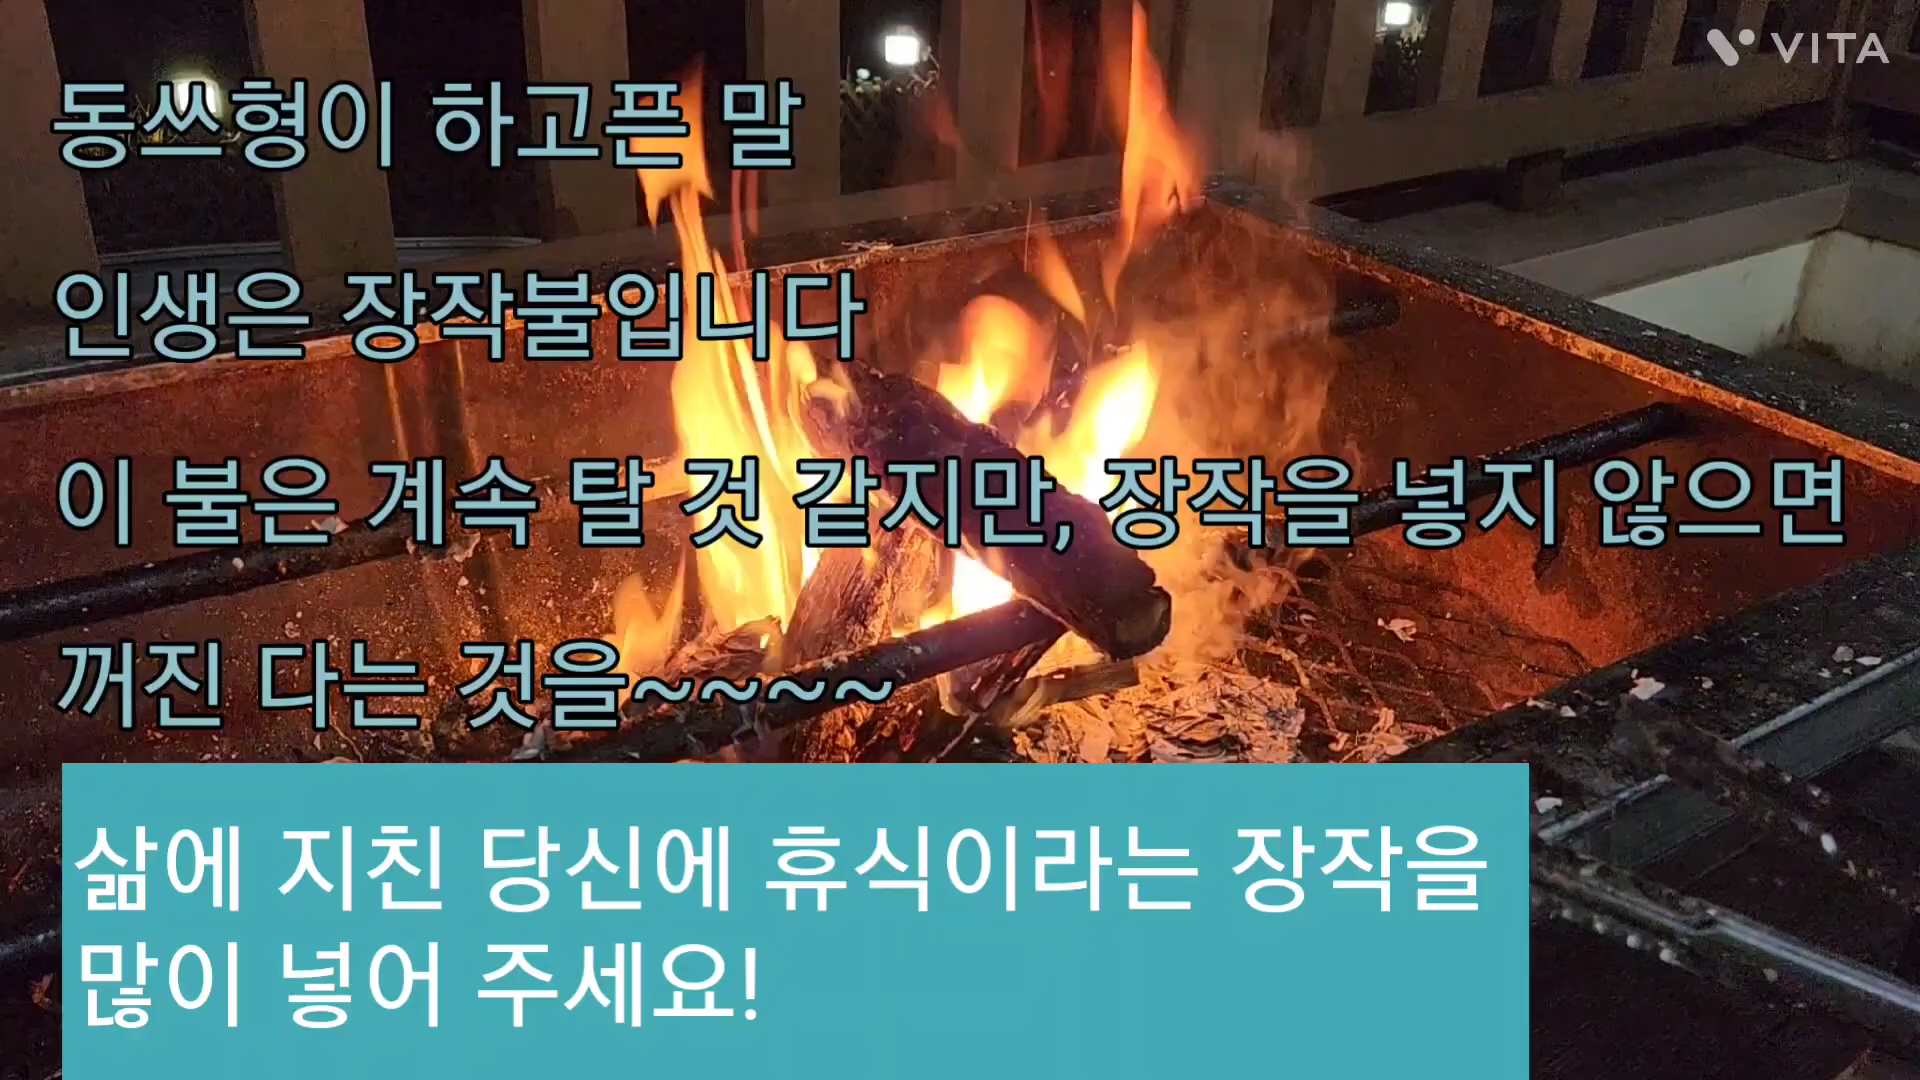 VITA
동쓰형이 하고픈 말
인생은 장작불입니다
이 불은 계속 탈 것 같지만, 장작을 넣지 않으면
꺼진 다는 것을~~~~
삶에 지친 당신에 휴식이라는 장작을
많이 넣어 주세요!